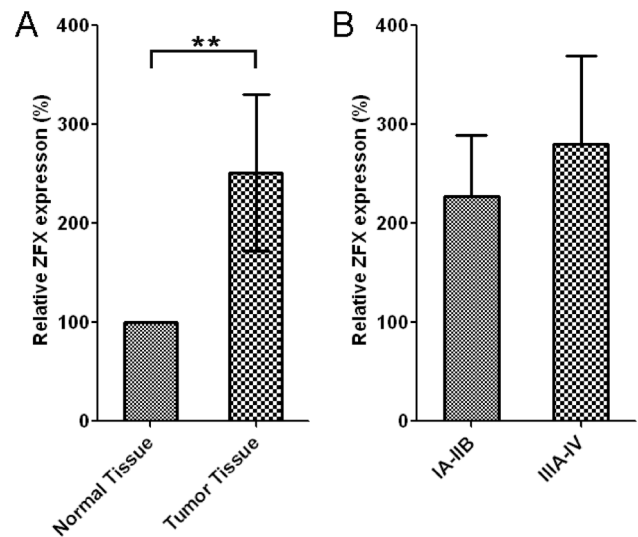 A
Relative ZFX expresson (%)
400
300
200
100
0
**
Normal Tissue
Tumor Tissue
B
Relative ZFX expresson (%)
400
300
200
100
0
IA-IIB
IIIA-IV